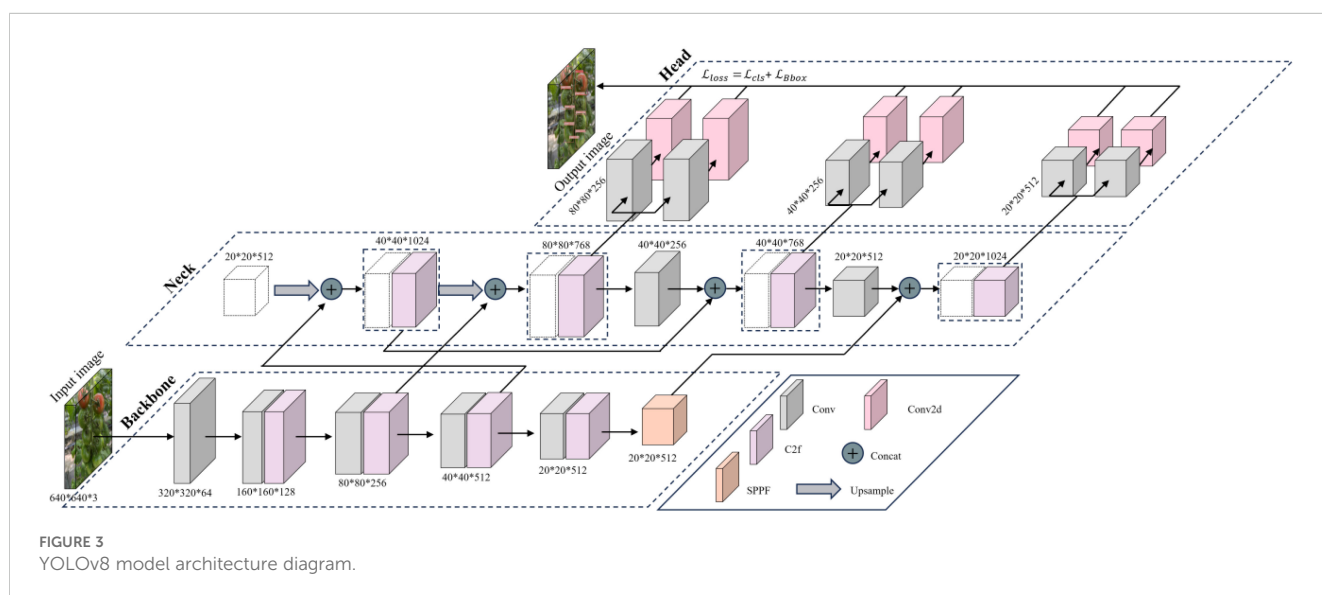 Head
ℒloss = ℒcls+ ℒBbox
Output image
80*80*256
40*40*256
20*20*512
Neck
20*20*512
40*40*1024
80*80*768
40*40*256
40*40*768
20*20*512
20*20*1024
Input image
640*640*3
Backbone
320*320*64
160*160*128
80*80*256
40*40*512
20*20*512
20*20*512
Conv
Conv2d
C2f
Concat
SPPF
Upsample
FIGURE 3
YOLOv8 model architecture diagram.